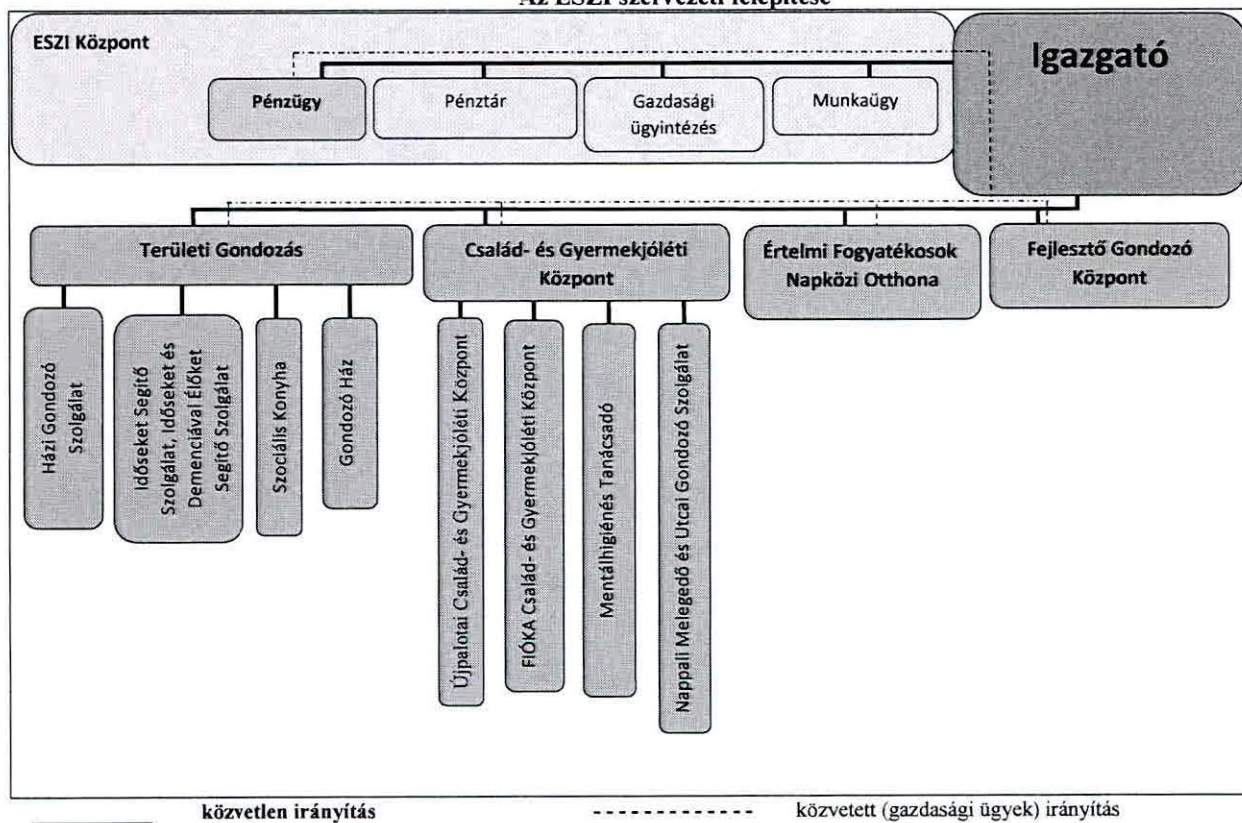 Az ESZI szervezeti felépítése
ESZI Központ
Igazgató
Pénzügy
Pénztár
Gazdasági
ügyintézés
Munkaügy
Területi Gondozás
Család- és Gyermekjóléti
Központ
Értelmi Fogyatékosok
Napközi Otthona
Fejlesztő Gondozó
Központ
Házi Gondozó
Szolgálat
Időseket Segítő
Szolgálat, Időseket és
Demenciával Élőket
Segítő Szolgálat
Szociális Konyha
Gondozó Ház
Újpalotai Család- és Gyermekjóléti Központ
FIÓKA Család- és Gyermekjóléti Központ
Mentálhigiénés Tanácsadó
Nappali Melegedő és Utcai Gondozó Szolgálat
közvetlen irányítás
közvetett (gazdasági ügyek) irányítás